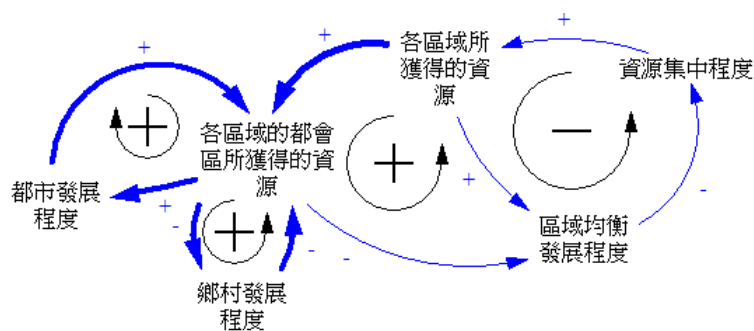 各區域所
獲得的資
源
資源集中程度
各區域的都會
區所獲得的資
源
都市發展
程度
區域均衡
發展程度
鄉村發展
程度
+
+
+
+
-
+
-
-
-
+
+
+
-